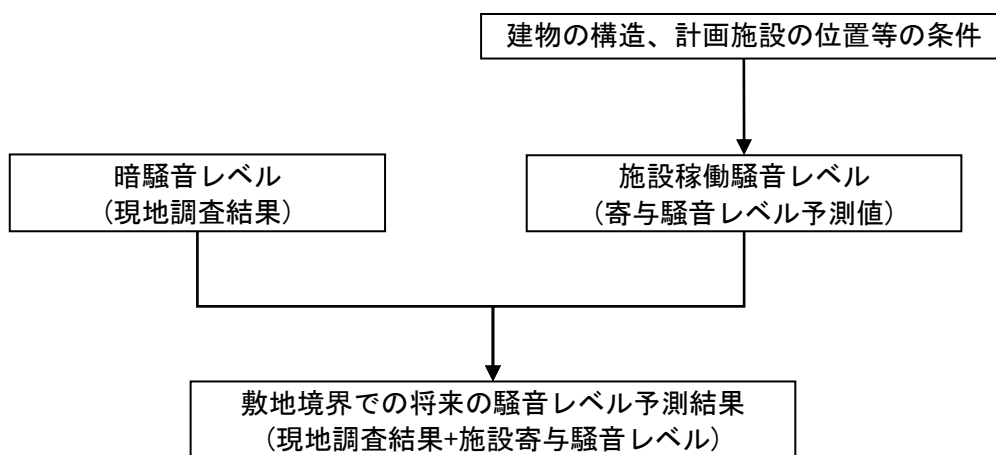 建物の構造、計画施設の位置等の条件
暗騒音レベル
（現地調査結果）
施設稼働騒音レベル
（寄与騒音レベル予測値）
敷地境界での将来の騒音レベル予測結果
（現地調査結果+施設寄与騒音レベル）